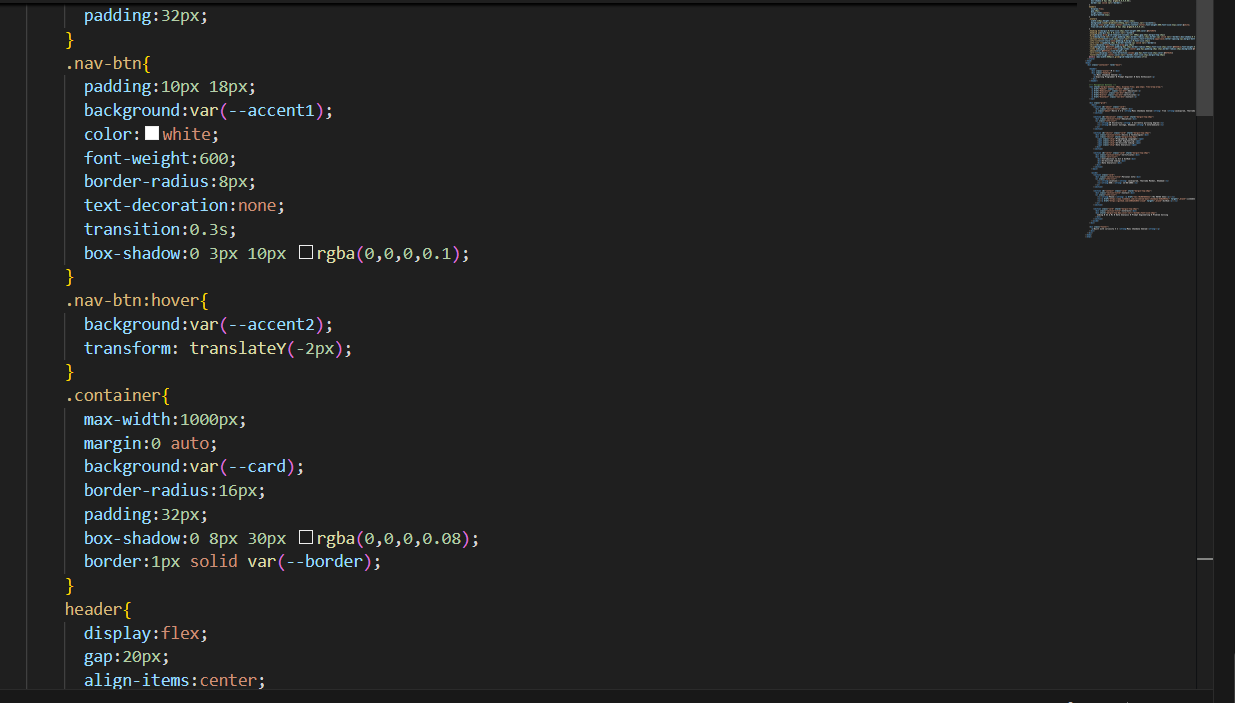 padding:32px;
}
.nav-btn{
padding:10px 18px;
background:var(--accent1);
color:white;
font-weight:600;
border-radius:8px;
text-decoration:none;
transition:0.3s;
box-shadow:0 3px 10px rgba(0,0,0,0.1);
}
.nav-btn:hover{
background:var(--accent2);
transform: translateY(-2px);
}
.container{
max-width:1000px;
margin:0 auto;
background:var(--card);
border-radius:16px;
padding:32px;
box-shadow:0 8px 30px rgba(0,0,0,0.08);
border:1px solid var(--border);
}
header{
display:flex;
gap:20px;
align-items:center;